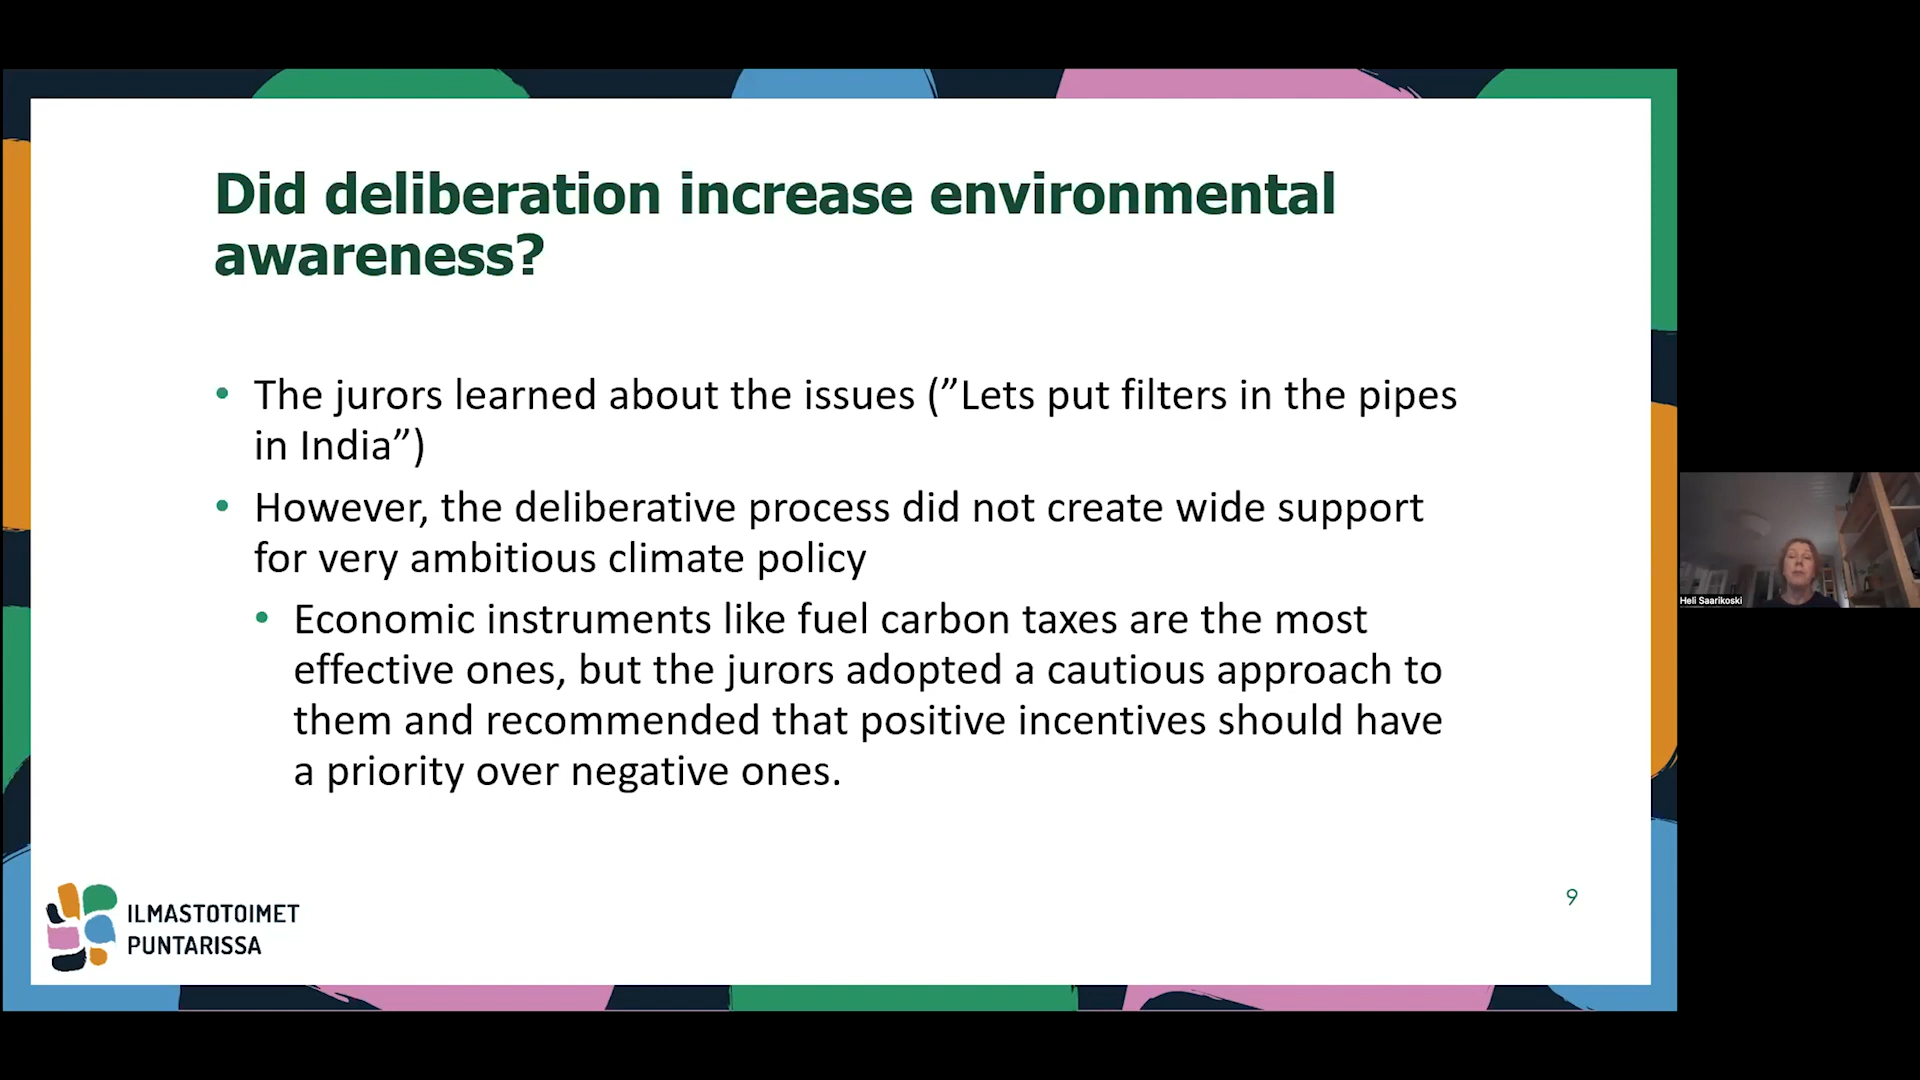 Did deliberation increase environmental
awareness?
• The jurors learned about the issues (”Lets put filters in the pipes
in India”)
• However, the deliberative process did not create wide support
for very ambitious climate policy
• Economic instruments like fuel carbon taxes are the most
effective ones, but the jurors adopted a cautious approach to
them and recommended that positive incentives should have
a priority over negative ones.
ILMASTOTOIMET
PUNTARISSA
9
Heli Saarikoski